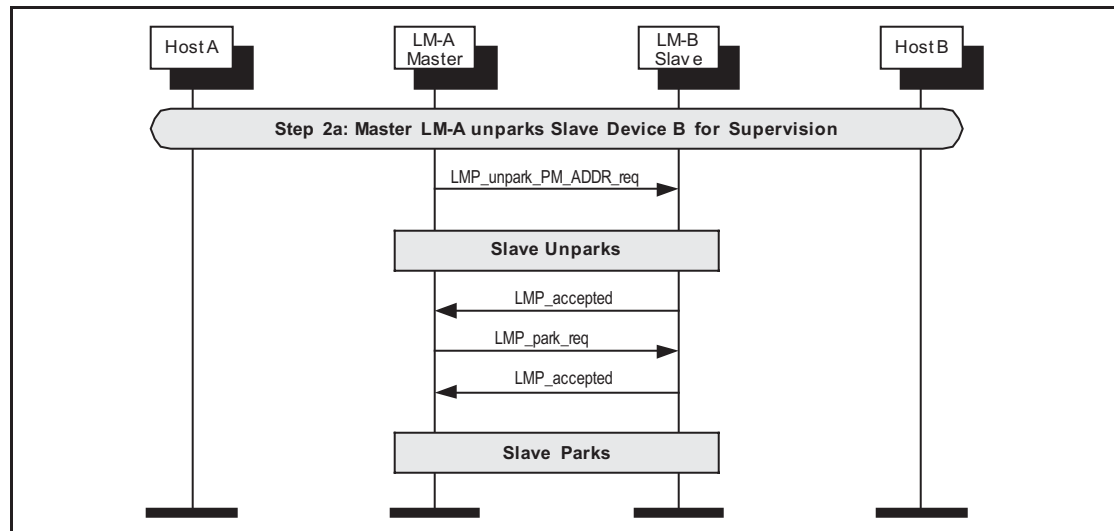 Host A
LM-A
Master
LM-B
Slave
Host B
Step 2a: Master LM-A unparks Slave Device B for Supervision
LMP_unpark_PM_ADDR_req
Slave Unparks
LMP_accepted
LMP_park_req
LMP_accepted
Slave Parks